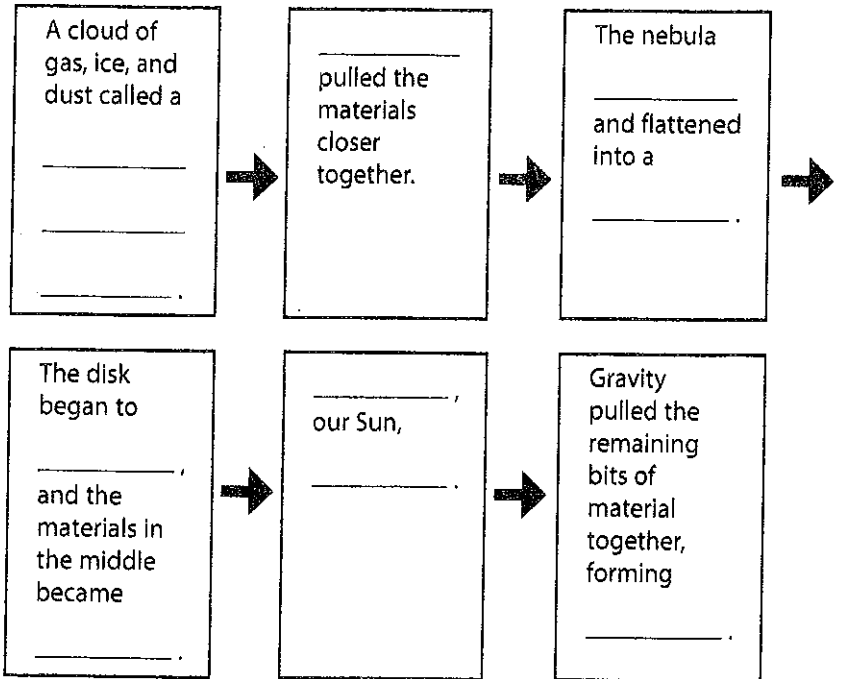 A cloud of
gas, ice, and
dust called a
.
pulled the
materials
closer
together.
The nebula
and flattened
into a
.
The disk
began to
,
and the
materials in
the middle
became
.
,
our Sun,
.
Gravity
pulled the
remaining
bits of
material
together,
forming
.